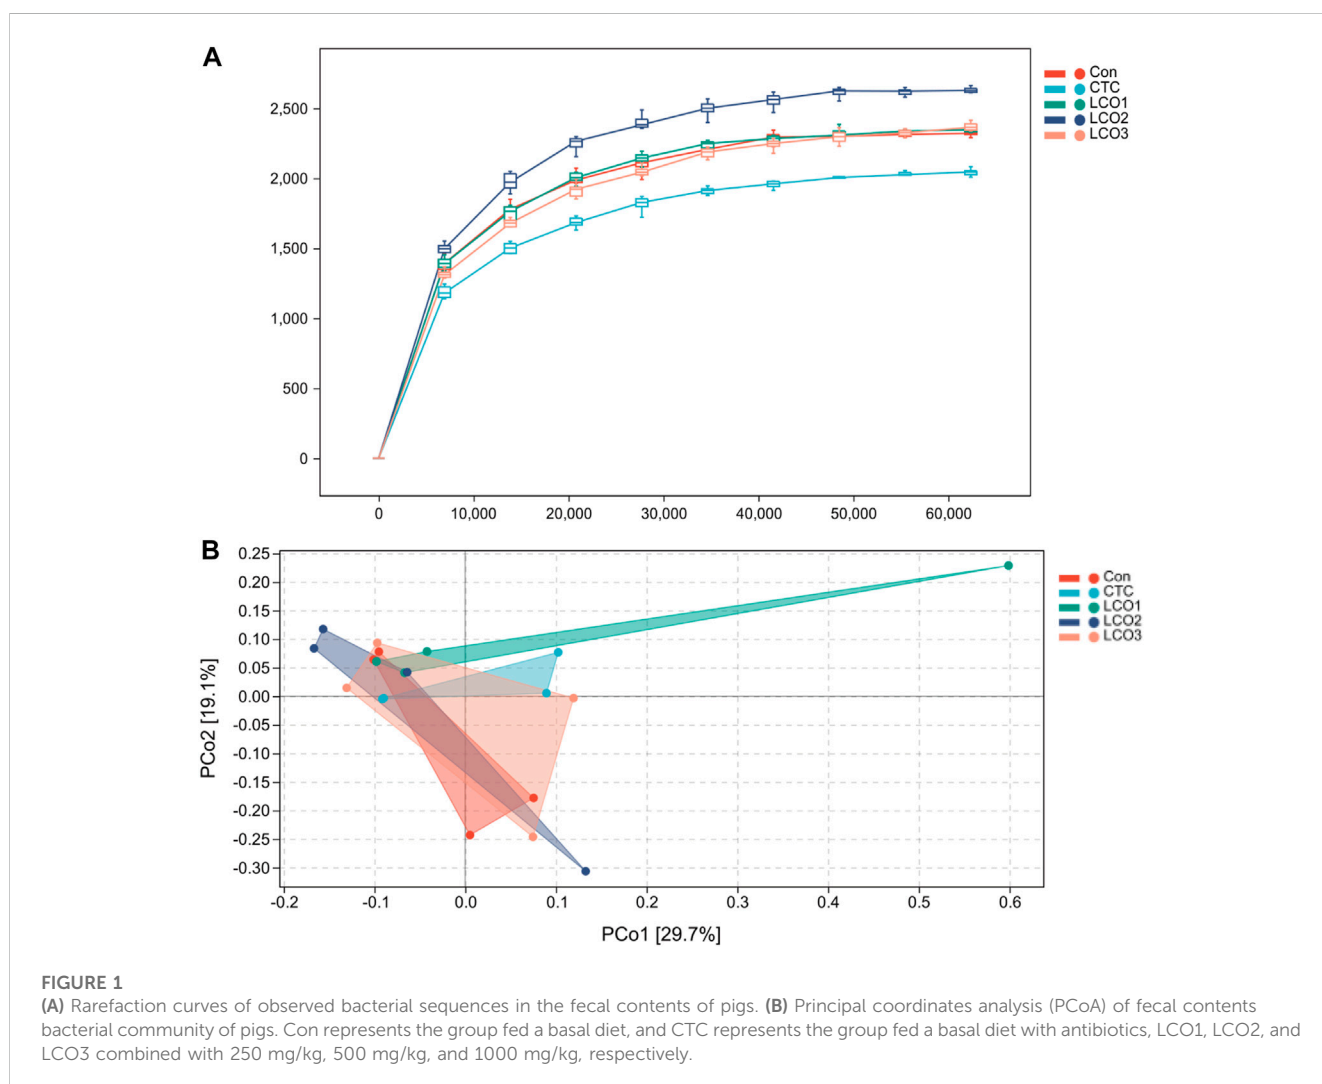 A
Con
CTC
LCO1
LCO2
LCO3
2,500
2,000
1,500
1,000
500
0
0 10,000 20,000 30,000 40,000 50,000 60,000
B
Con
CTC
LCO1
LCO2
LCO3
0.25
0.20
0.15
0.10
0.05
0.00
-0.05
-0.10
-0.15
-0.20
-0.25
-0.30
PCo2 [19.1%]
-0.2 -0.1 0.0 0.1 0.2 0.3 0.4 0.5 0.6
PCo1 [29.7%]
FIGURE 1
(A) Rarefaction curves of observed bacterial sequences in the fecal contents of pigs. (B) Principal coordinates analysis (PCoA) of fecal contents
bacterial community of pigs. Con represents the group fed a basal diet, and CTC represents the group fed a basal diet with antibiotics, LCO1, LCO2, and
LCO3 combined with 250 mg/kg, 500 mg/kg, and 1000 mg/kg, respectively.